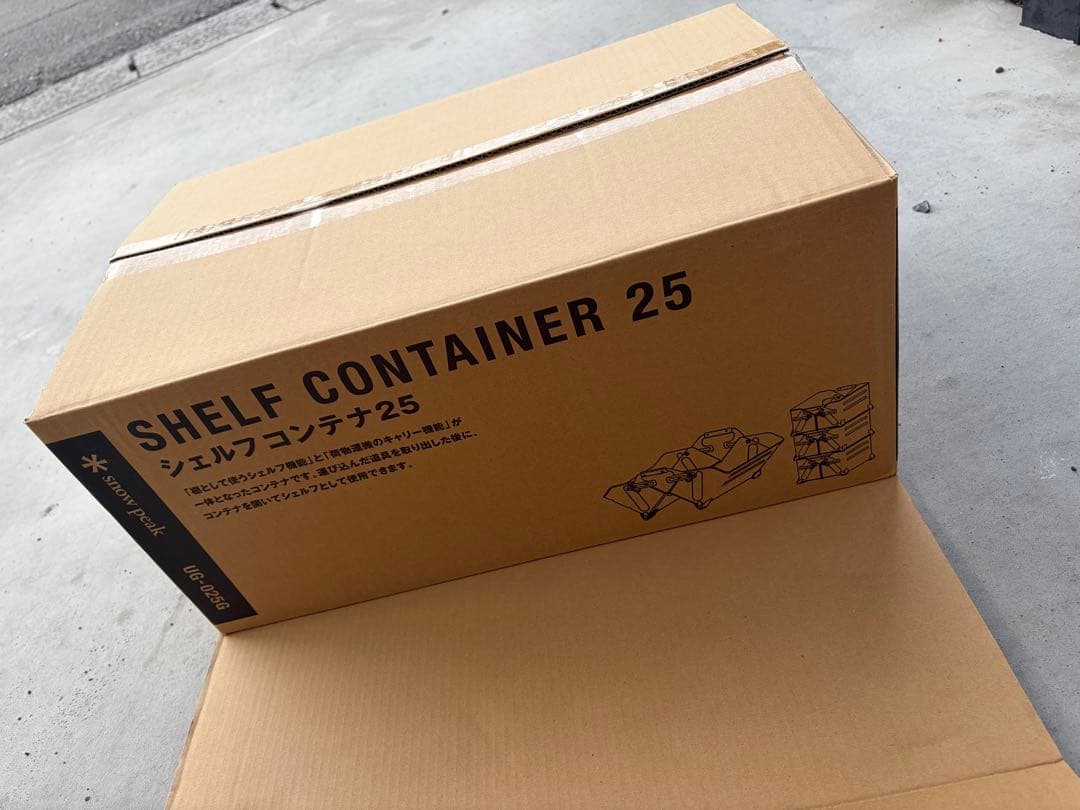 SHELF CONTAINER 25
シェルフコンテナ25
「棚として使うシェルフ機能」と「荷物運搬のキャリー機能」が
一体となったコンテナです。運び込んだ道具を取り出した後に、
コンテナを開いてシェルフとして使用できます。
snow peak
UG-025G